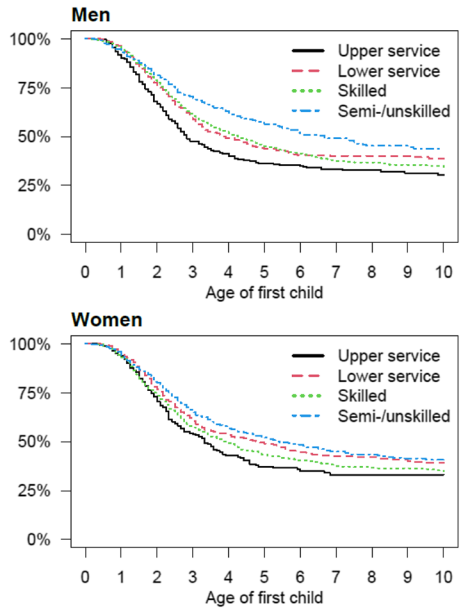 Men
100%
75%
50%
25%
0%
Upper service
Lower service
Skilled
Semi-/unskilled
0 1 2 3 4 5 6 7 8 9 10
Age of first child
Women
100%
75%
50%
25%
0%
Upper service
Lower service
Skilled
Semi-/unskilled
0 1 2 3 4 5 6 7 8 9 10
Age of first child